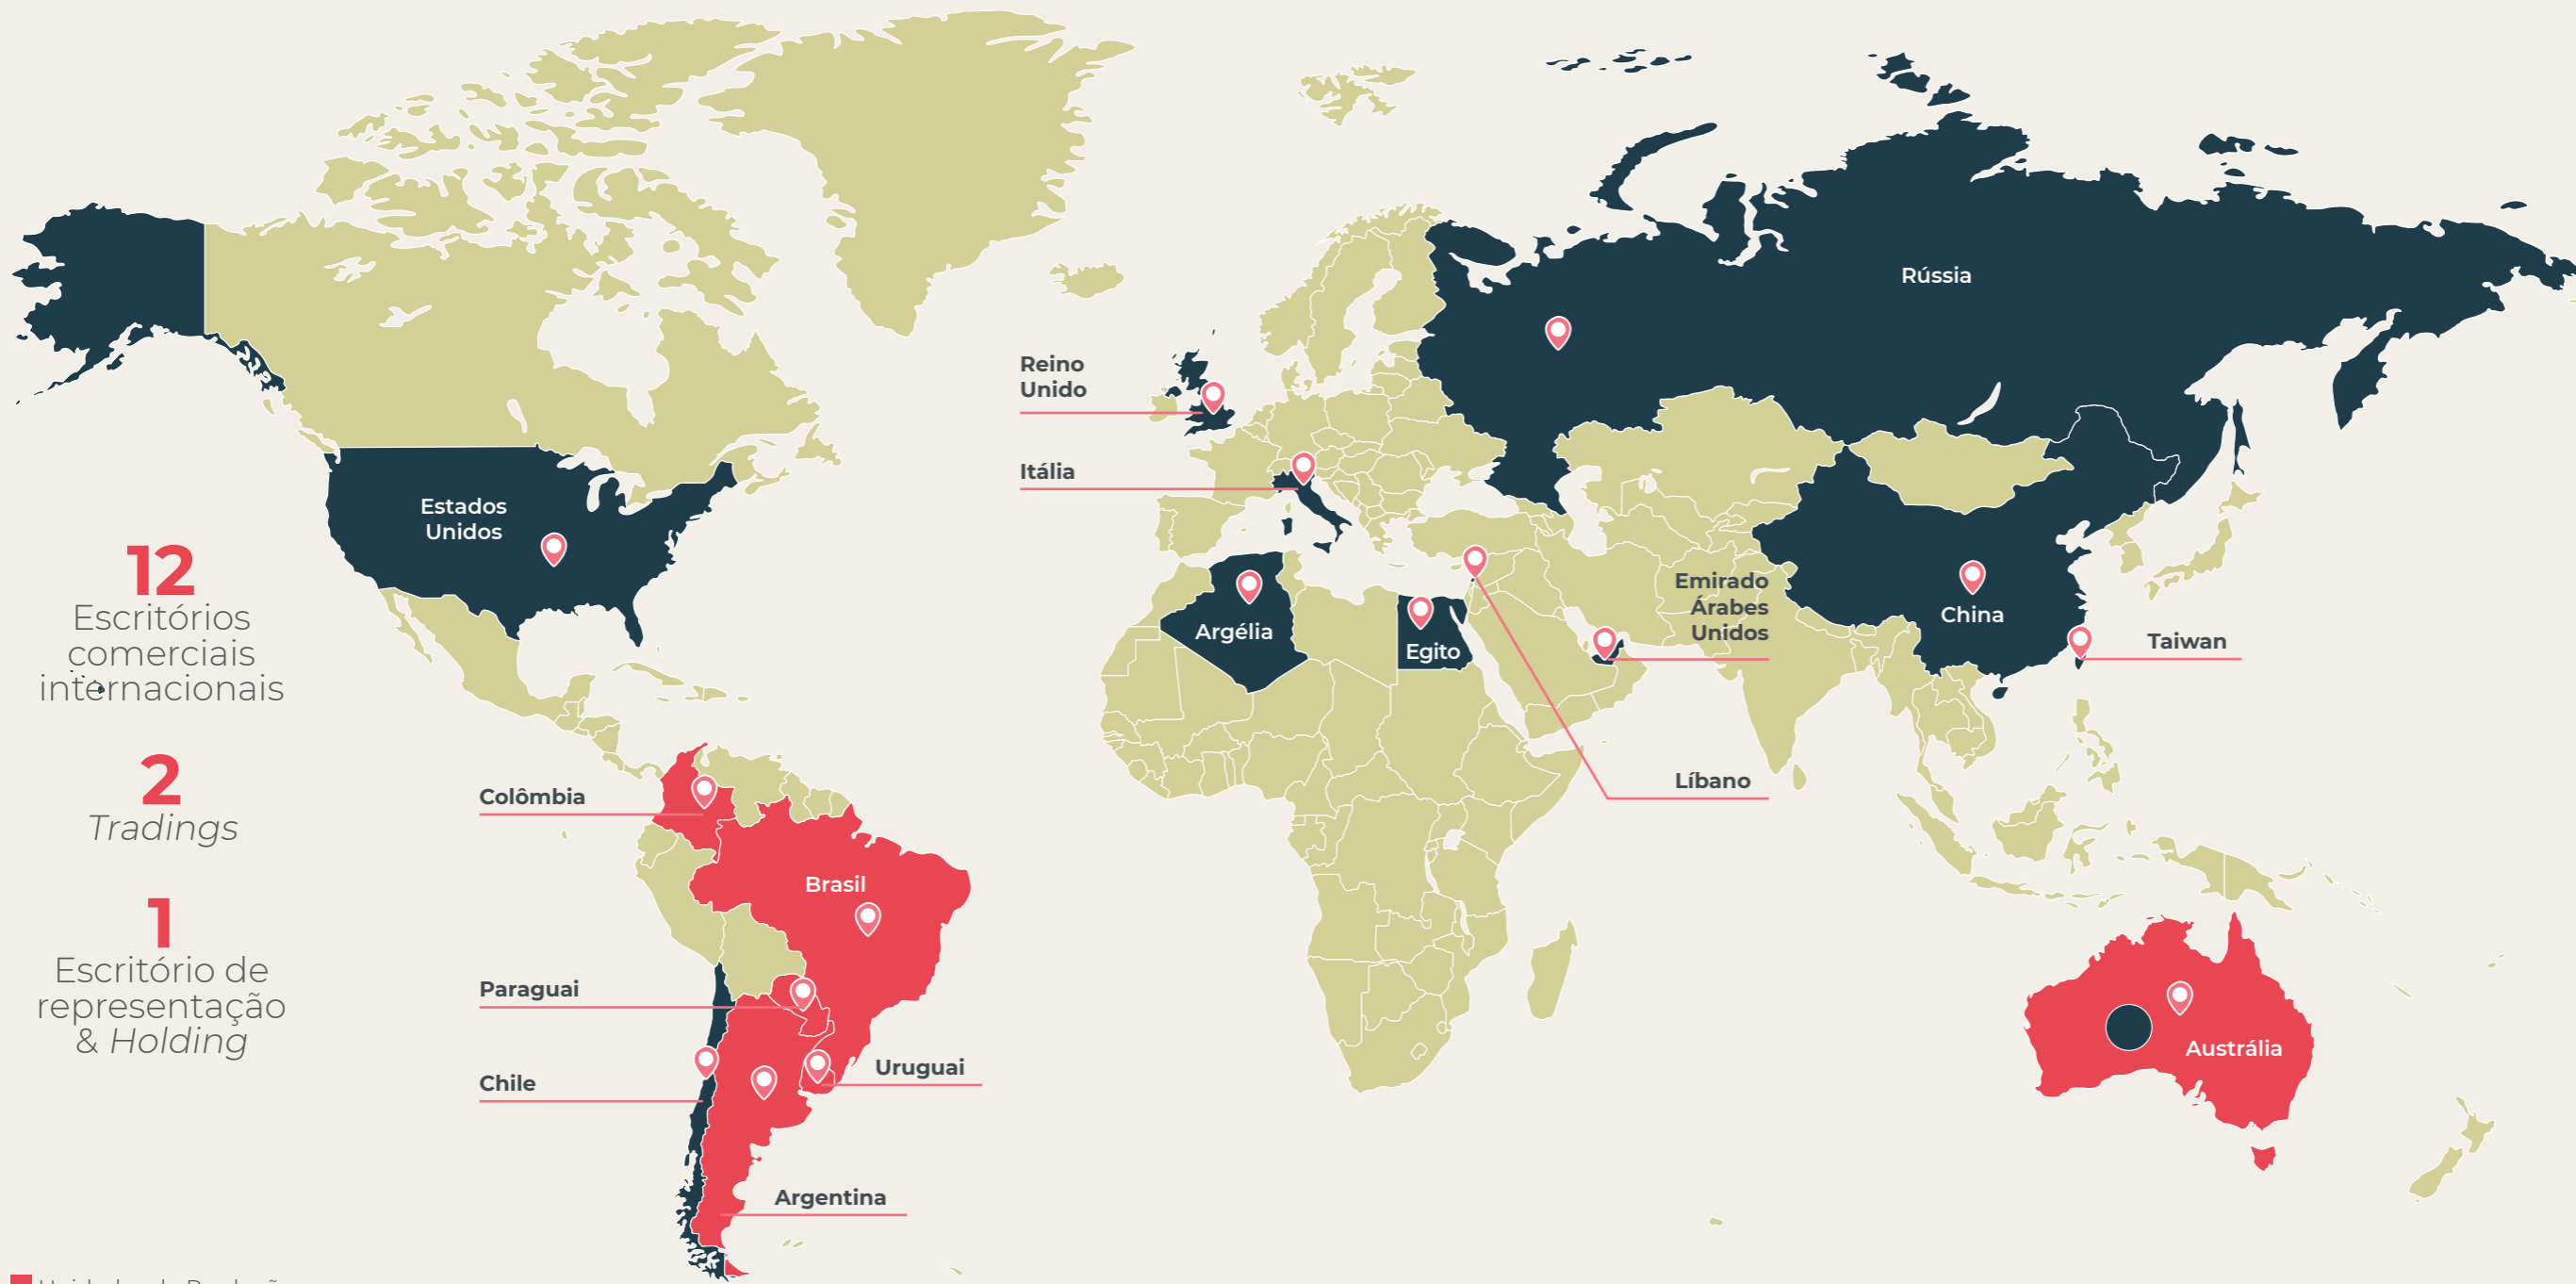 12
Escritórios
comerciais
internacionais
2
Tradings
1
Escritório de
representação
& Holding
Estados
Unidos
Reino
Unido
Itália
Rússia
Argélia
Egito
Emirado
Árabes
Unidos
China
Taiwan
Líbano
Colômbia
Brasil
Paraguai
Chile
Uruguai
Argentina
Austrália